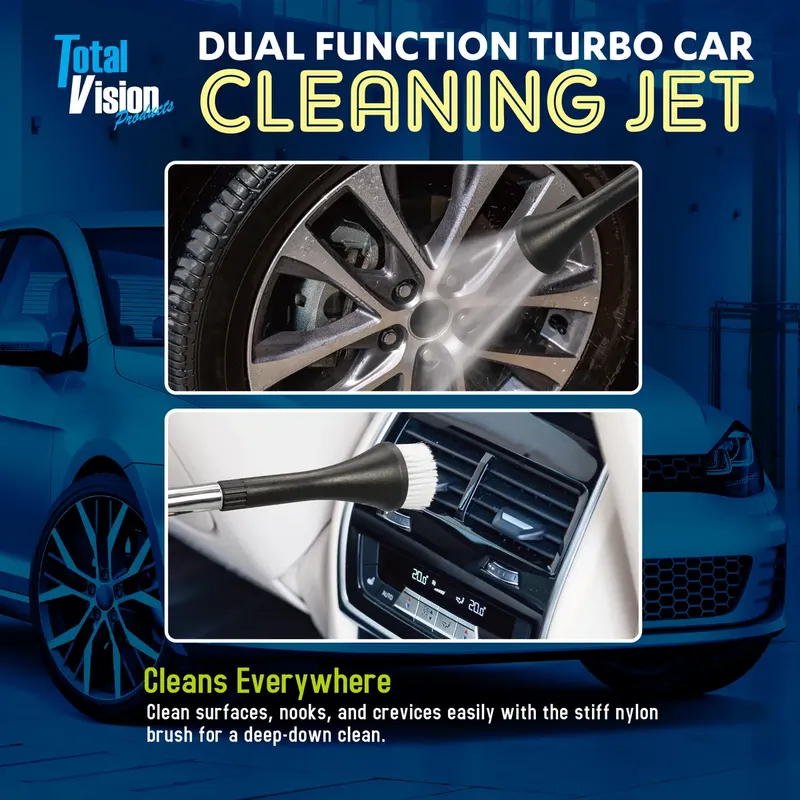 Total
Vision
Products
DUAL FUNCTION TURBO CAR
CLEANING JET
20.0°
AUTO
20.0°
Cleans Everywhere
Clean surfaces, nooks, and crevices easily with the stiff nylon
brush for a deep-down clean.